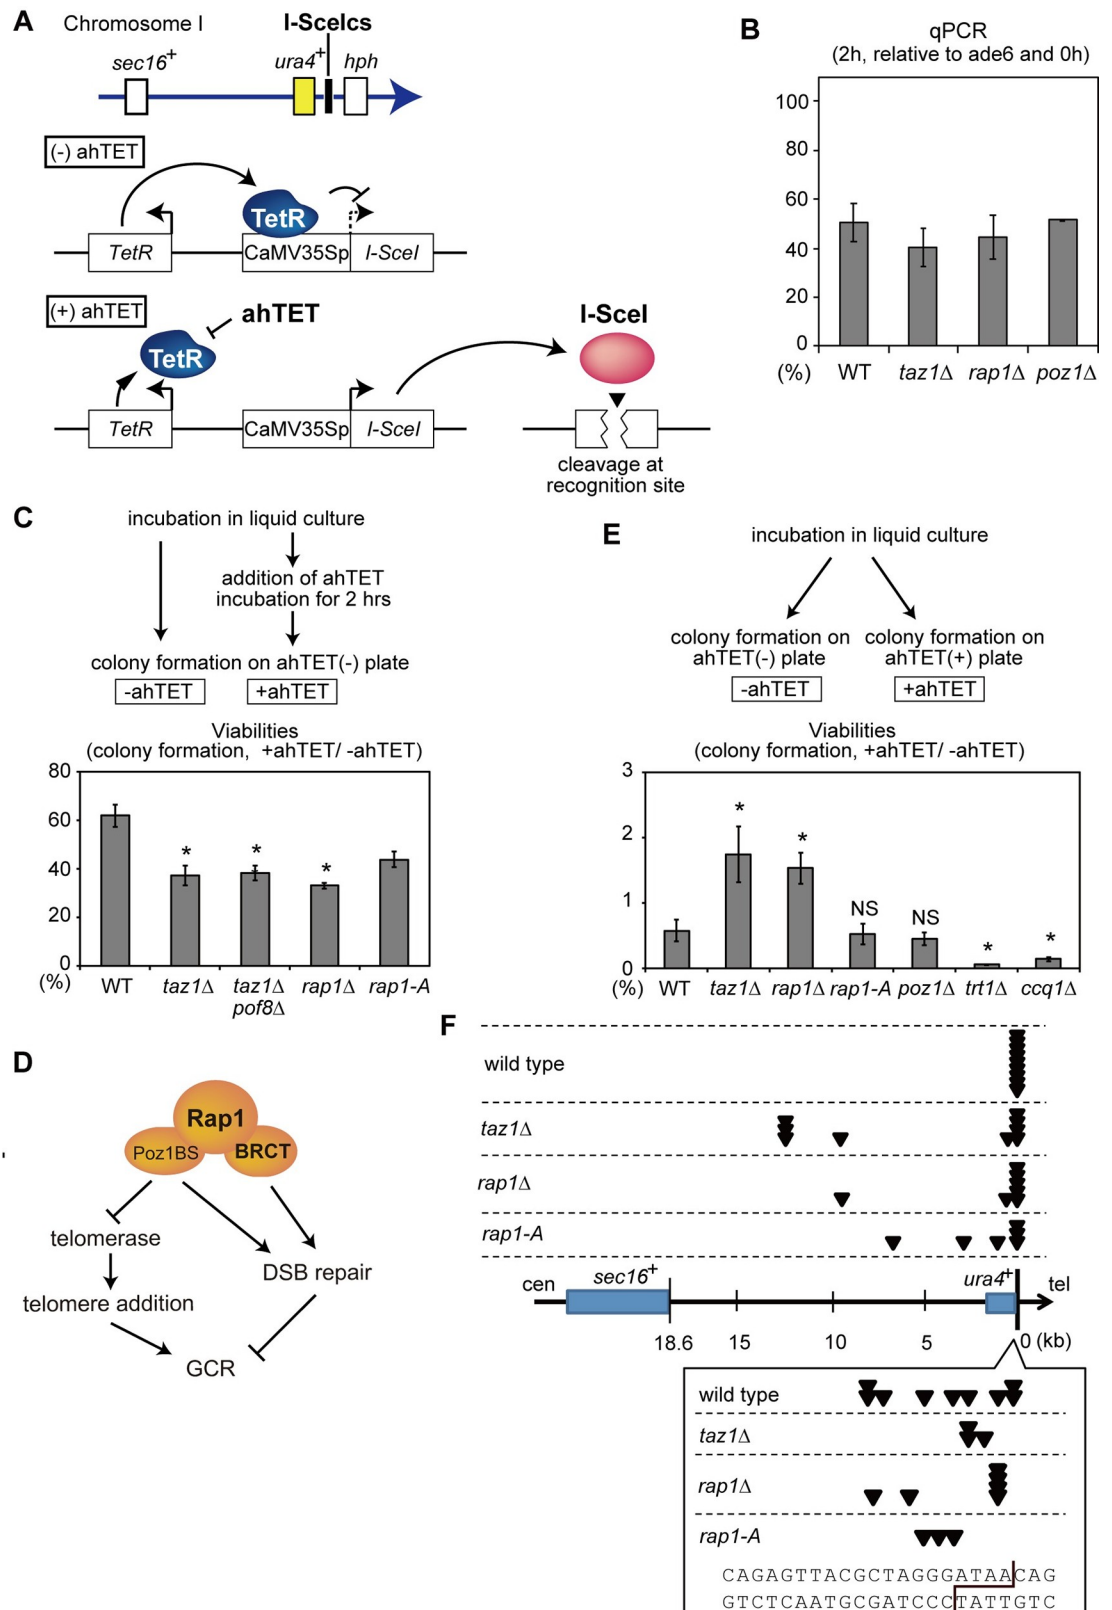 A
Chromosome I
I-SceIcs
sec16+
ura4+
hph
(-) ahTET
TetR
TetR
CaMV35Sp
I-SceI
(+) ahTET
ahTET
I-SceI
TetR
TetR
CaMV35Sp
I-SceI
cleavage at
recognition site
B
qPCR
(2h, relative to ade6 and 0h)
100
80
60
40
20
0
(%)
WT
taz1Δ
rap1Δ
poz1Δ
C
incubation in liquid culture
addition of ahTET
incubation for 2 hrs
colony formation on ahTET(-) plate
-ahTET
+ahTET
Viabilities
(colony formation, +ahTET/ -ahTET)
80
60
40
20
0
(%)
*
*
*
WT
taz1Δ
taz1Δ
pof8Δ
rap1Δ
rap1-A
D
Rap1
Poz1BS
BRCT
telomerase
DSB repair
telomere addition
GCR
E
incubation in liquid culture
colony formation on
ahTET(-) plate
colony formation on
ahTET(+) plate
-ahTET
+ahTET
Viabilities
(colony formation, +ahTET/ -ahTET)
3
2
1
0
(%)
*
*
NS
NS
*
*
WT
taz1Δ
rap1Δ
rap1-A
poz1Δ
trt1Δ
ccq1Δ
F
wild type
taz1Δ
rap1Δ
rap1-A
cen
sec16+
ura4+
tel
18.6
15
10
5
0 (kb)
wild type
taz1Δ
rap1Δ
rap1-A
CAGAGTTACGCTAGGGATAACAG
GTCTCAATGCGATCCCTATTGTC